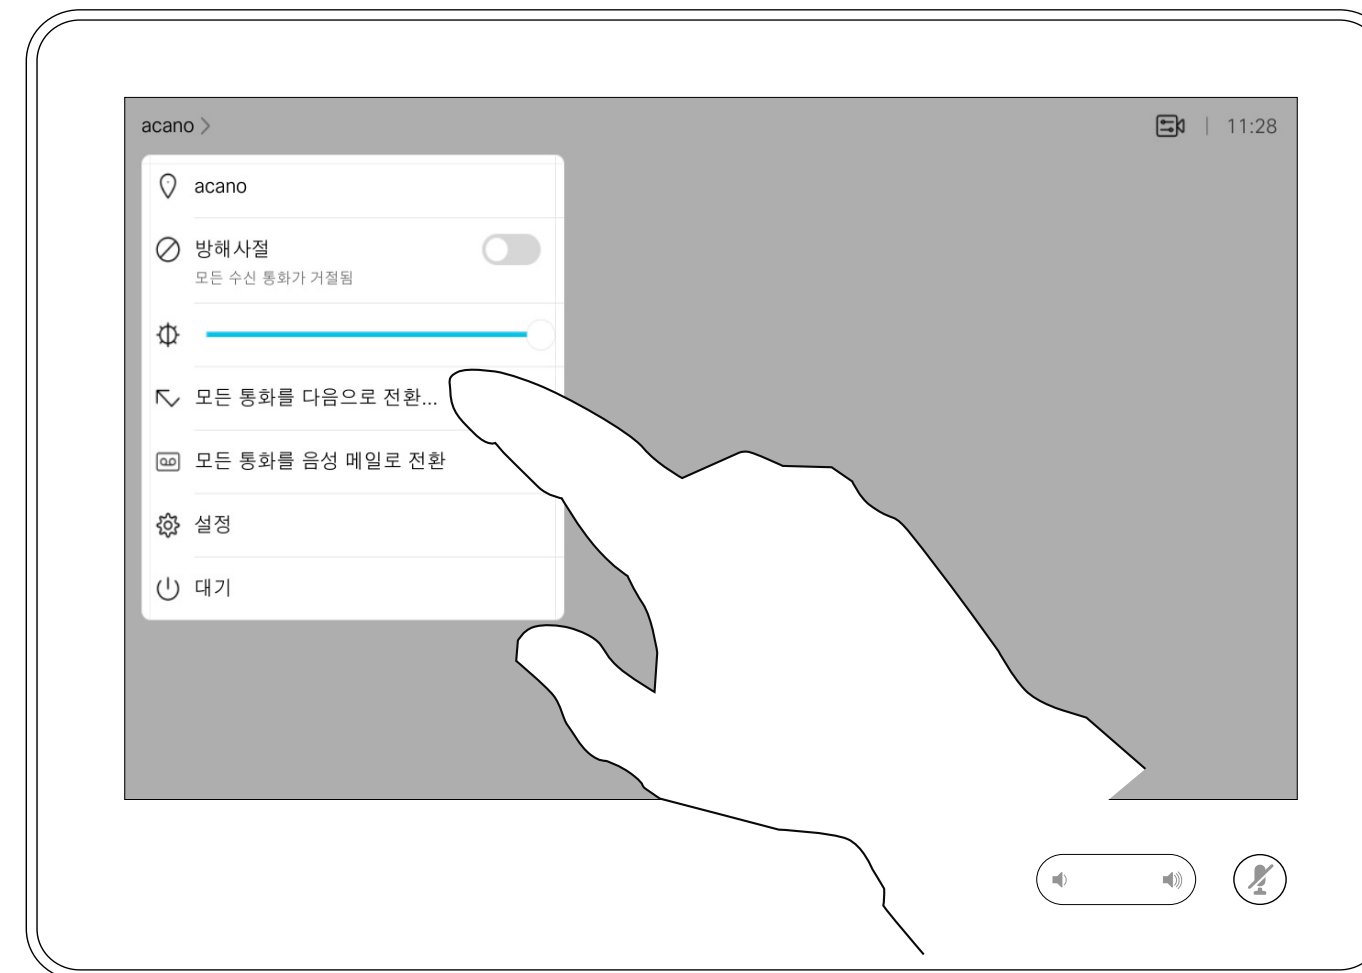 acano
11:28
acano
방해사절
모든 수신 통화가 거절됨
모든 통화를 다음으로 전환...
모든 통화를 음성 메일로 전환
설정
대기